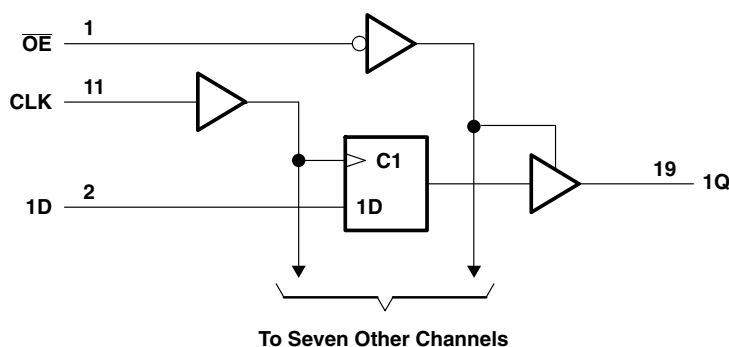 OE 1
CLK 11
C1
19 1Q
1D 2 1D
To Seven Other Channels